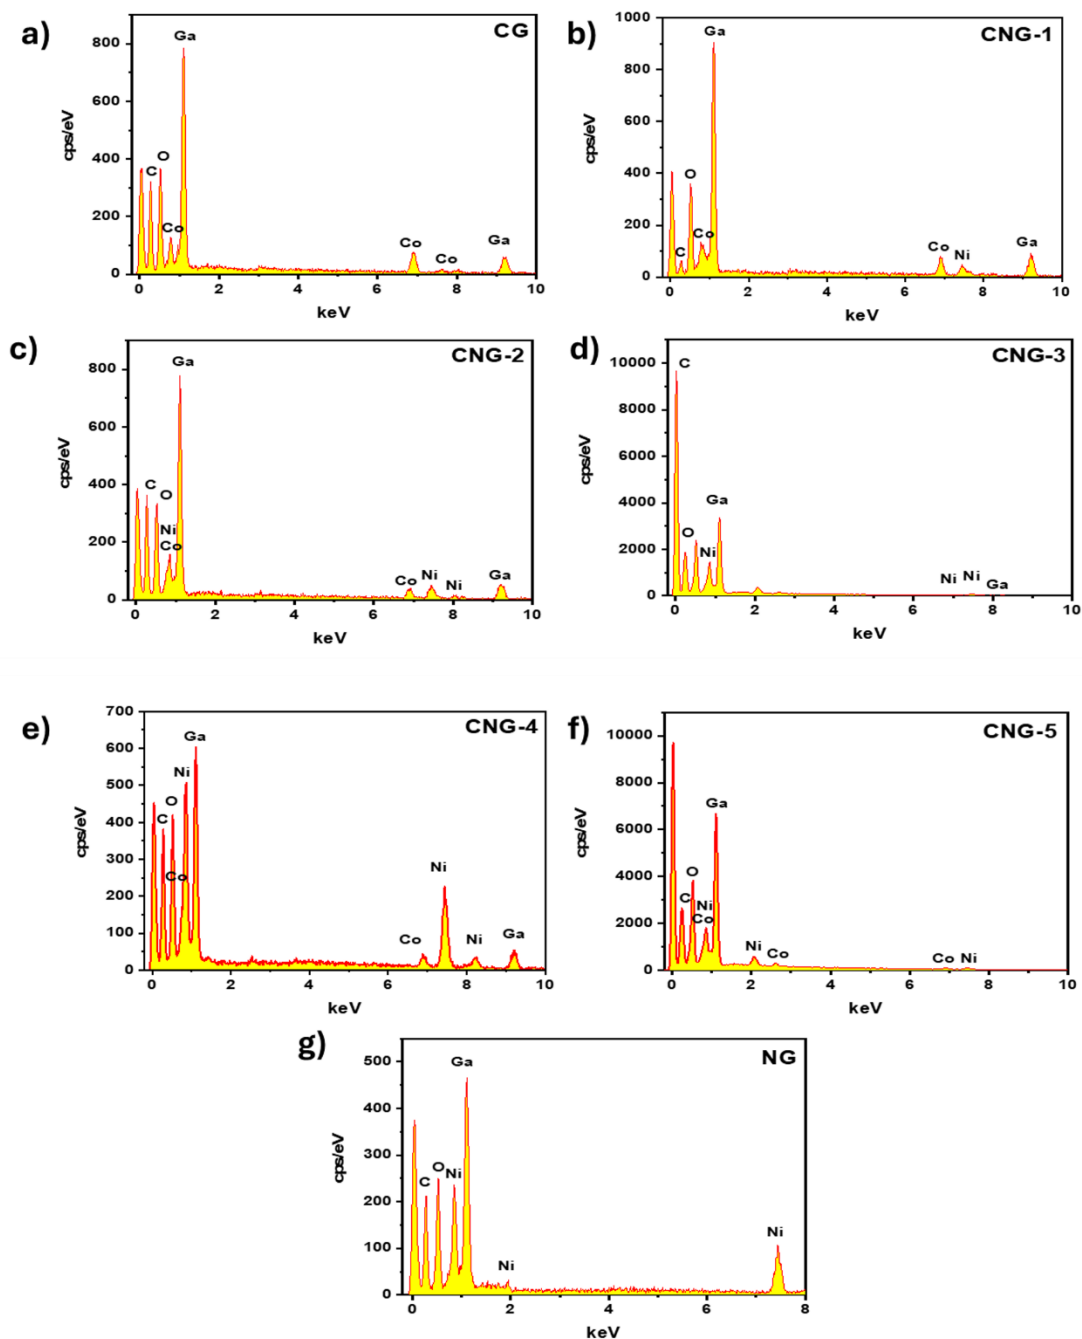 a)
CG
Ga
800
600
400
200
0
C
O
Co
Co
Co
Ga
cps/eV
0 2 4 6 8 10
keV
b)
CNG-1
Ga
1000
800
600
400
200
0
C
O
Co
Co
Ni
Ga
cps/eV
0 2 4 6 8 10
keV
c)
CNG-2
Ga
800
600
400
200
0
C
O
Ni
Co
Co
Ni
Ni
Ga
cps/eV
0 2 4 6 8 10
keV
d)
CNG-3
C
10000
8000
6000
4000
2000
0
O
Ni
Ga
Ni
Ni
Ga
cps/eV
0 2 4 6 8 10
keV
e)
CNG-4
Ga
700
600
500
400
300
200
100
0
Ni
O
C
Co
Co
Ni
Ni
Ga
cps/eV
0 2 4 6 8 10
keV
f)
CNG-5
10000
8000
6000
4000
2000
0
Ga
O
C
Ni
Co
Ni
Co
Co
Ni
cps/eV
0 2 4 6 8 10
keV
g)
NG
Ga
500
400
300
200
100
0
C
O
Ni
Ni
Ni
cps/eV
0 2 4 6 8
keV